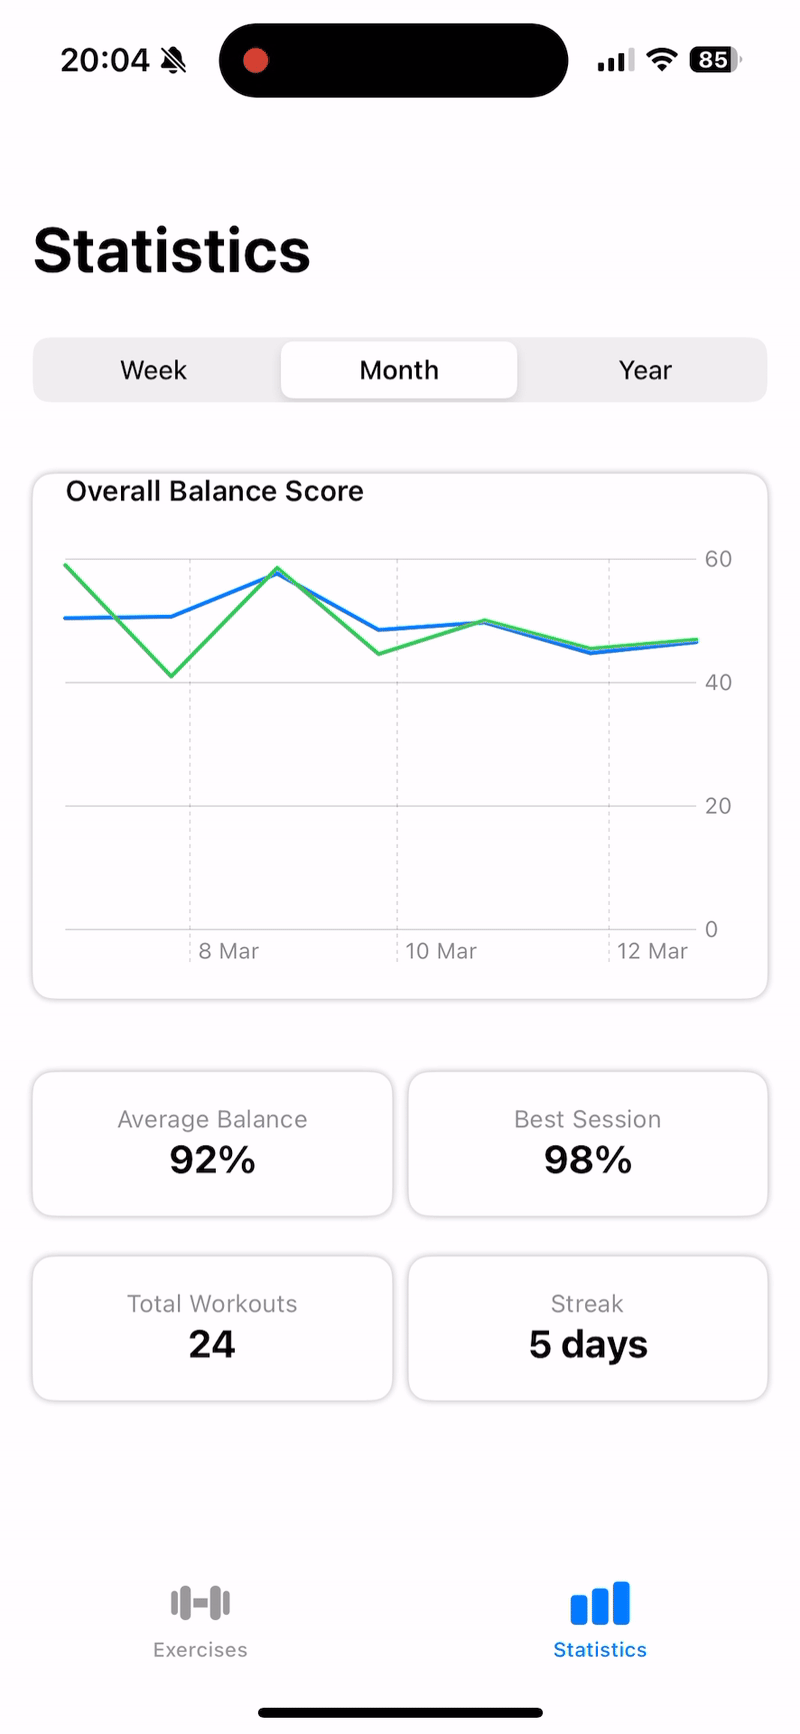 20:04
85
Statistics
Week Month Year
Overall Balance Score
60
40
20
0
8 Mar 10 Mar 12 Mar
Average Balance
92%
Best Session
98%
Total Workouts
24
Streak
5 days
Exercises
Statistics